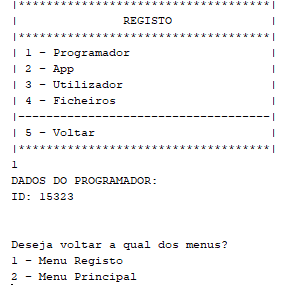 |************************************|
| REGISTO |
|************************************|
| 1 - Programador |
| 2 - App |
| 3 - Utilizador |
| 4 - Ficheiros |
|------------------------------------|
| 5 - Voltar |
|************************************|
1
DADOS DO PROGRAMADOR:
ID: 15323
Deseja voltar a qual dos menus?
1 - Menu Registo
2 - Menu Principal